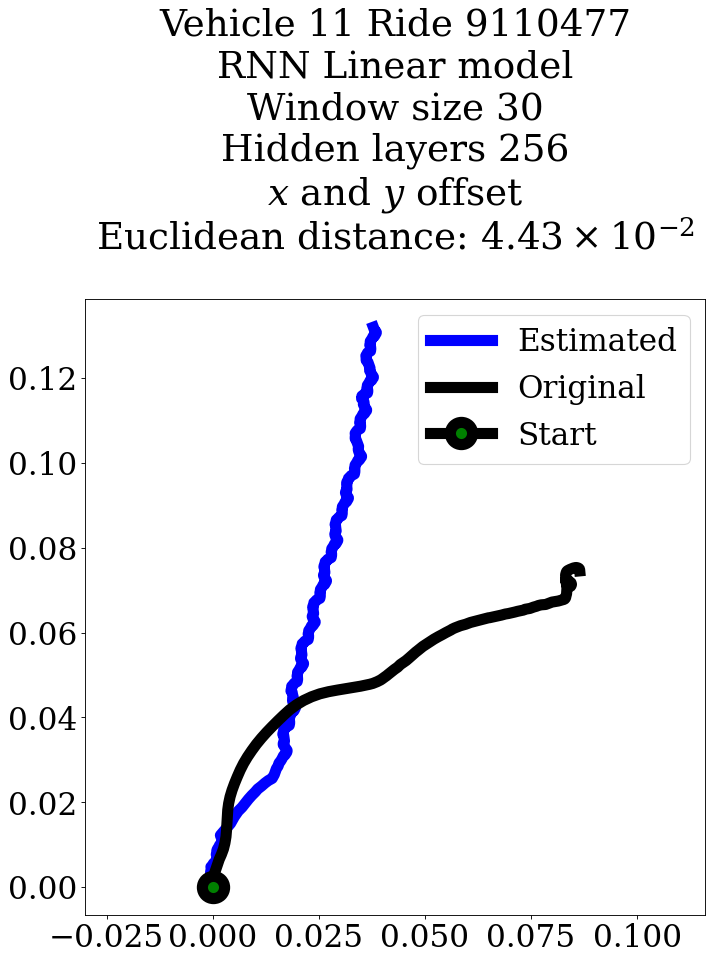 Vehicle 11 Ride 9110477
RNN Linear model
Window size 30
Hidden layers 256
x and y offset
Euclidean distance: 4.43 × 10⁻²
Estimated
Original
Start
0.12
0.10
0.08
0.06
0.04
0.02
0.00
−0.025 0.000 0.025 0.050 0.075 0.100